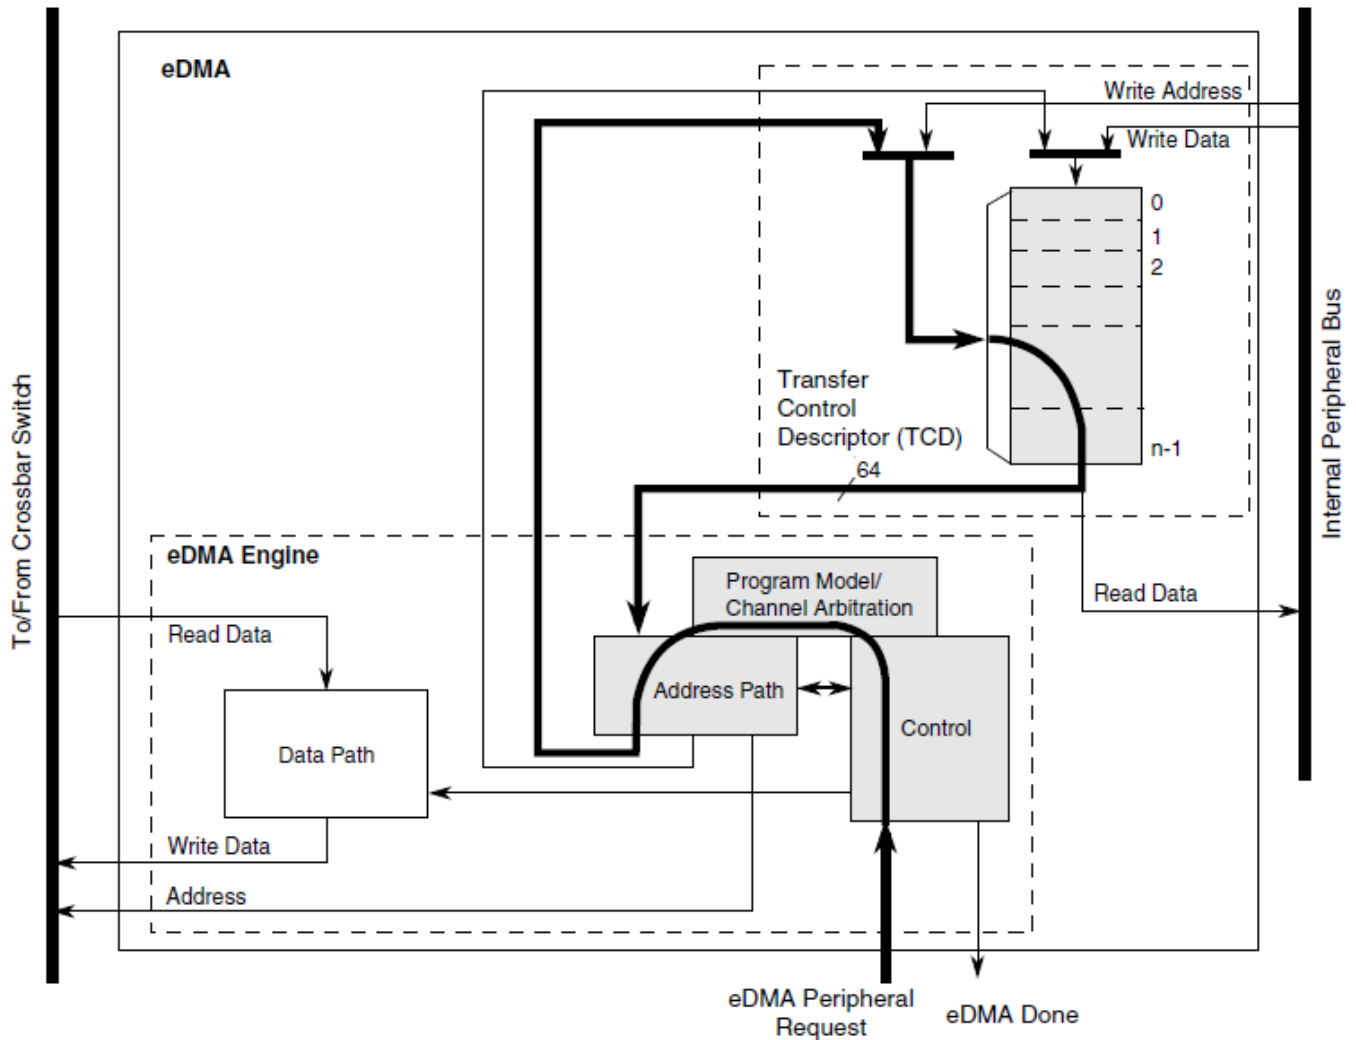 eDMA
Write Address
Write Data
0
1
2
n-1
Transfer
Control
Descriptor (TCD)
64
To/From Crossbar Switch
Internal Peripheral Bus
eDMA Engine
Program Model/
Channel Arbitration
Read Data
Read Data
Address Path
Control
Data Path
Write Data
Address
eDMA Peripheral
Request
eDMA Done